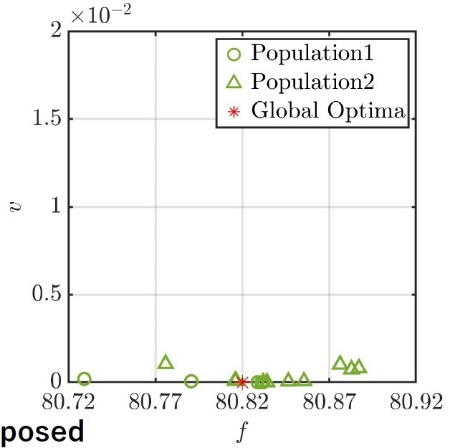 ×10⁻²
2
1.5
1
0.5
0
v
Population1
Population2
Global Optima
80.72 80.77 80.82 80.87 80.92
f
posed